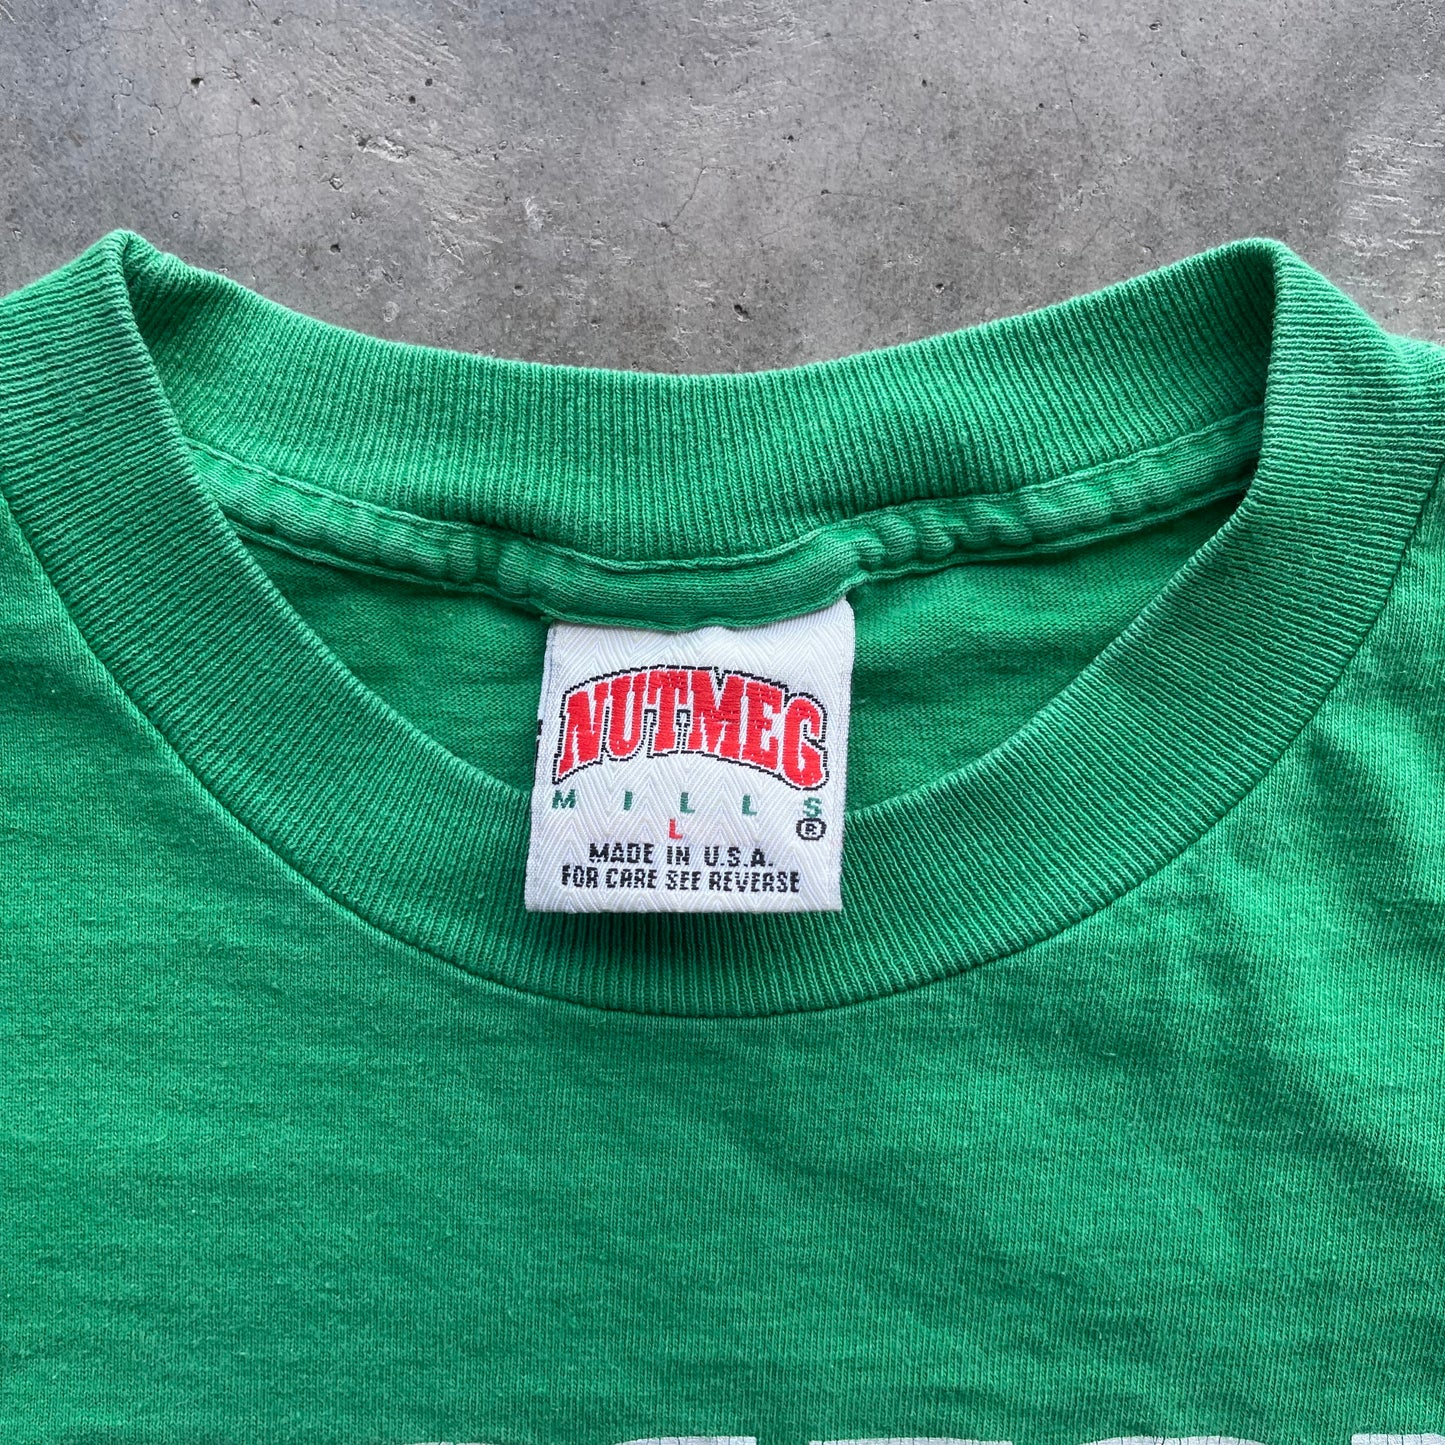 NUTMEG
MILLS
®
L
MADE IN U.S.A.
FOR CARE SEE REVERSE